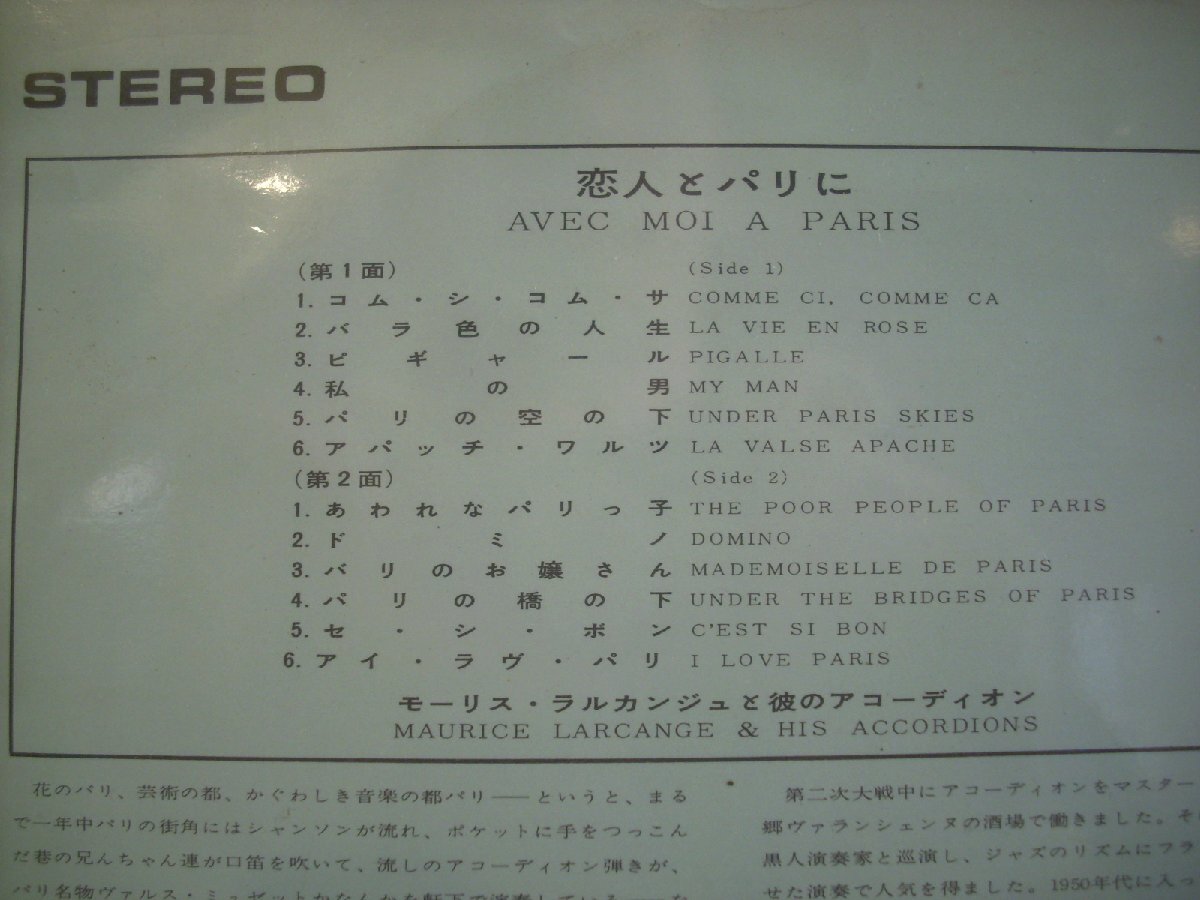 STEREO
恋人とパリに
AVEC MOI A PARIS
(第1面) (Side 1)
1. コム・シ・コム・サ COMME CI, COMME CA
2. バラ色の人生 LA VIE EN ROSE
3. ピギャール PIGALLE
4. 私の男 MY MAN
5. パリの空の下 UNDER PARIS SKIES
6. アパッチ・ワルツ LA VALSE APACHE
(第2面) (Side 2)
1. あわれなパリっ子 THE POOR PEOPLE OF PARIS
2. ドミノ DOMINO
3. パリのお嬢さん MADEMOISELLE DE PARIS
4. パリの橋の下 UNDER THE BRIDGES OF PARIS
5. セ・シ・ボン C'EST SI BON
6. アイ・ラヴ・パリ I LOVE PARIS
モーリス・ラルカンジュと彼のアコーディオン
MAURICE LARCANGE & HIS ACCORDIONS
花のパリ、芸術の都、かぐわしき音楽の都パリ——というと、まる
で一年中パリの街角にはシャンソンが流れ、ポケットに手をつっこん
だ巷の兄んちゃん連が口笛を吹いて、流しのアコーディオン弾きが、
パリ名物ヴァルス・ミュゼット
第二次大戦中にアコーディオンをマスター
郷ヴァランシェンヌの酒場で働きました。そ
黒人演奏家と巡演し、ジャズのリズムにフラ
せた演奏で人気を得ました。1950年代に入っ